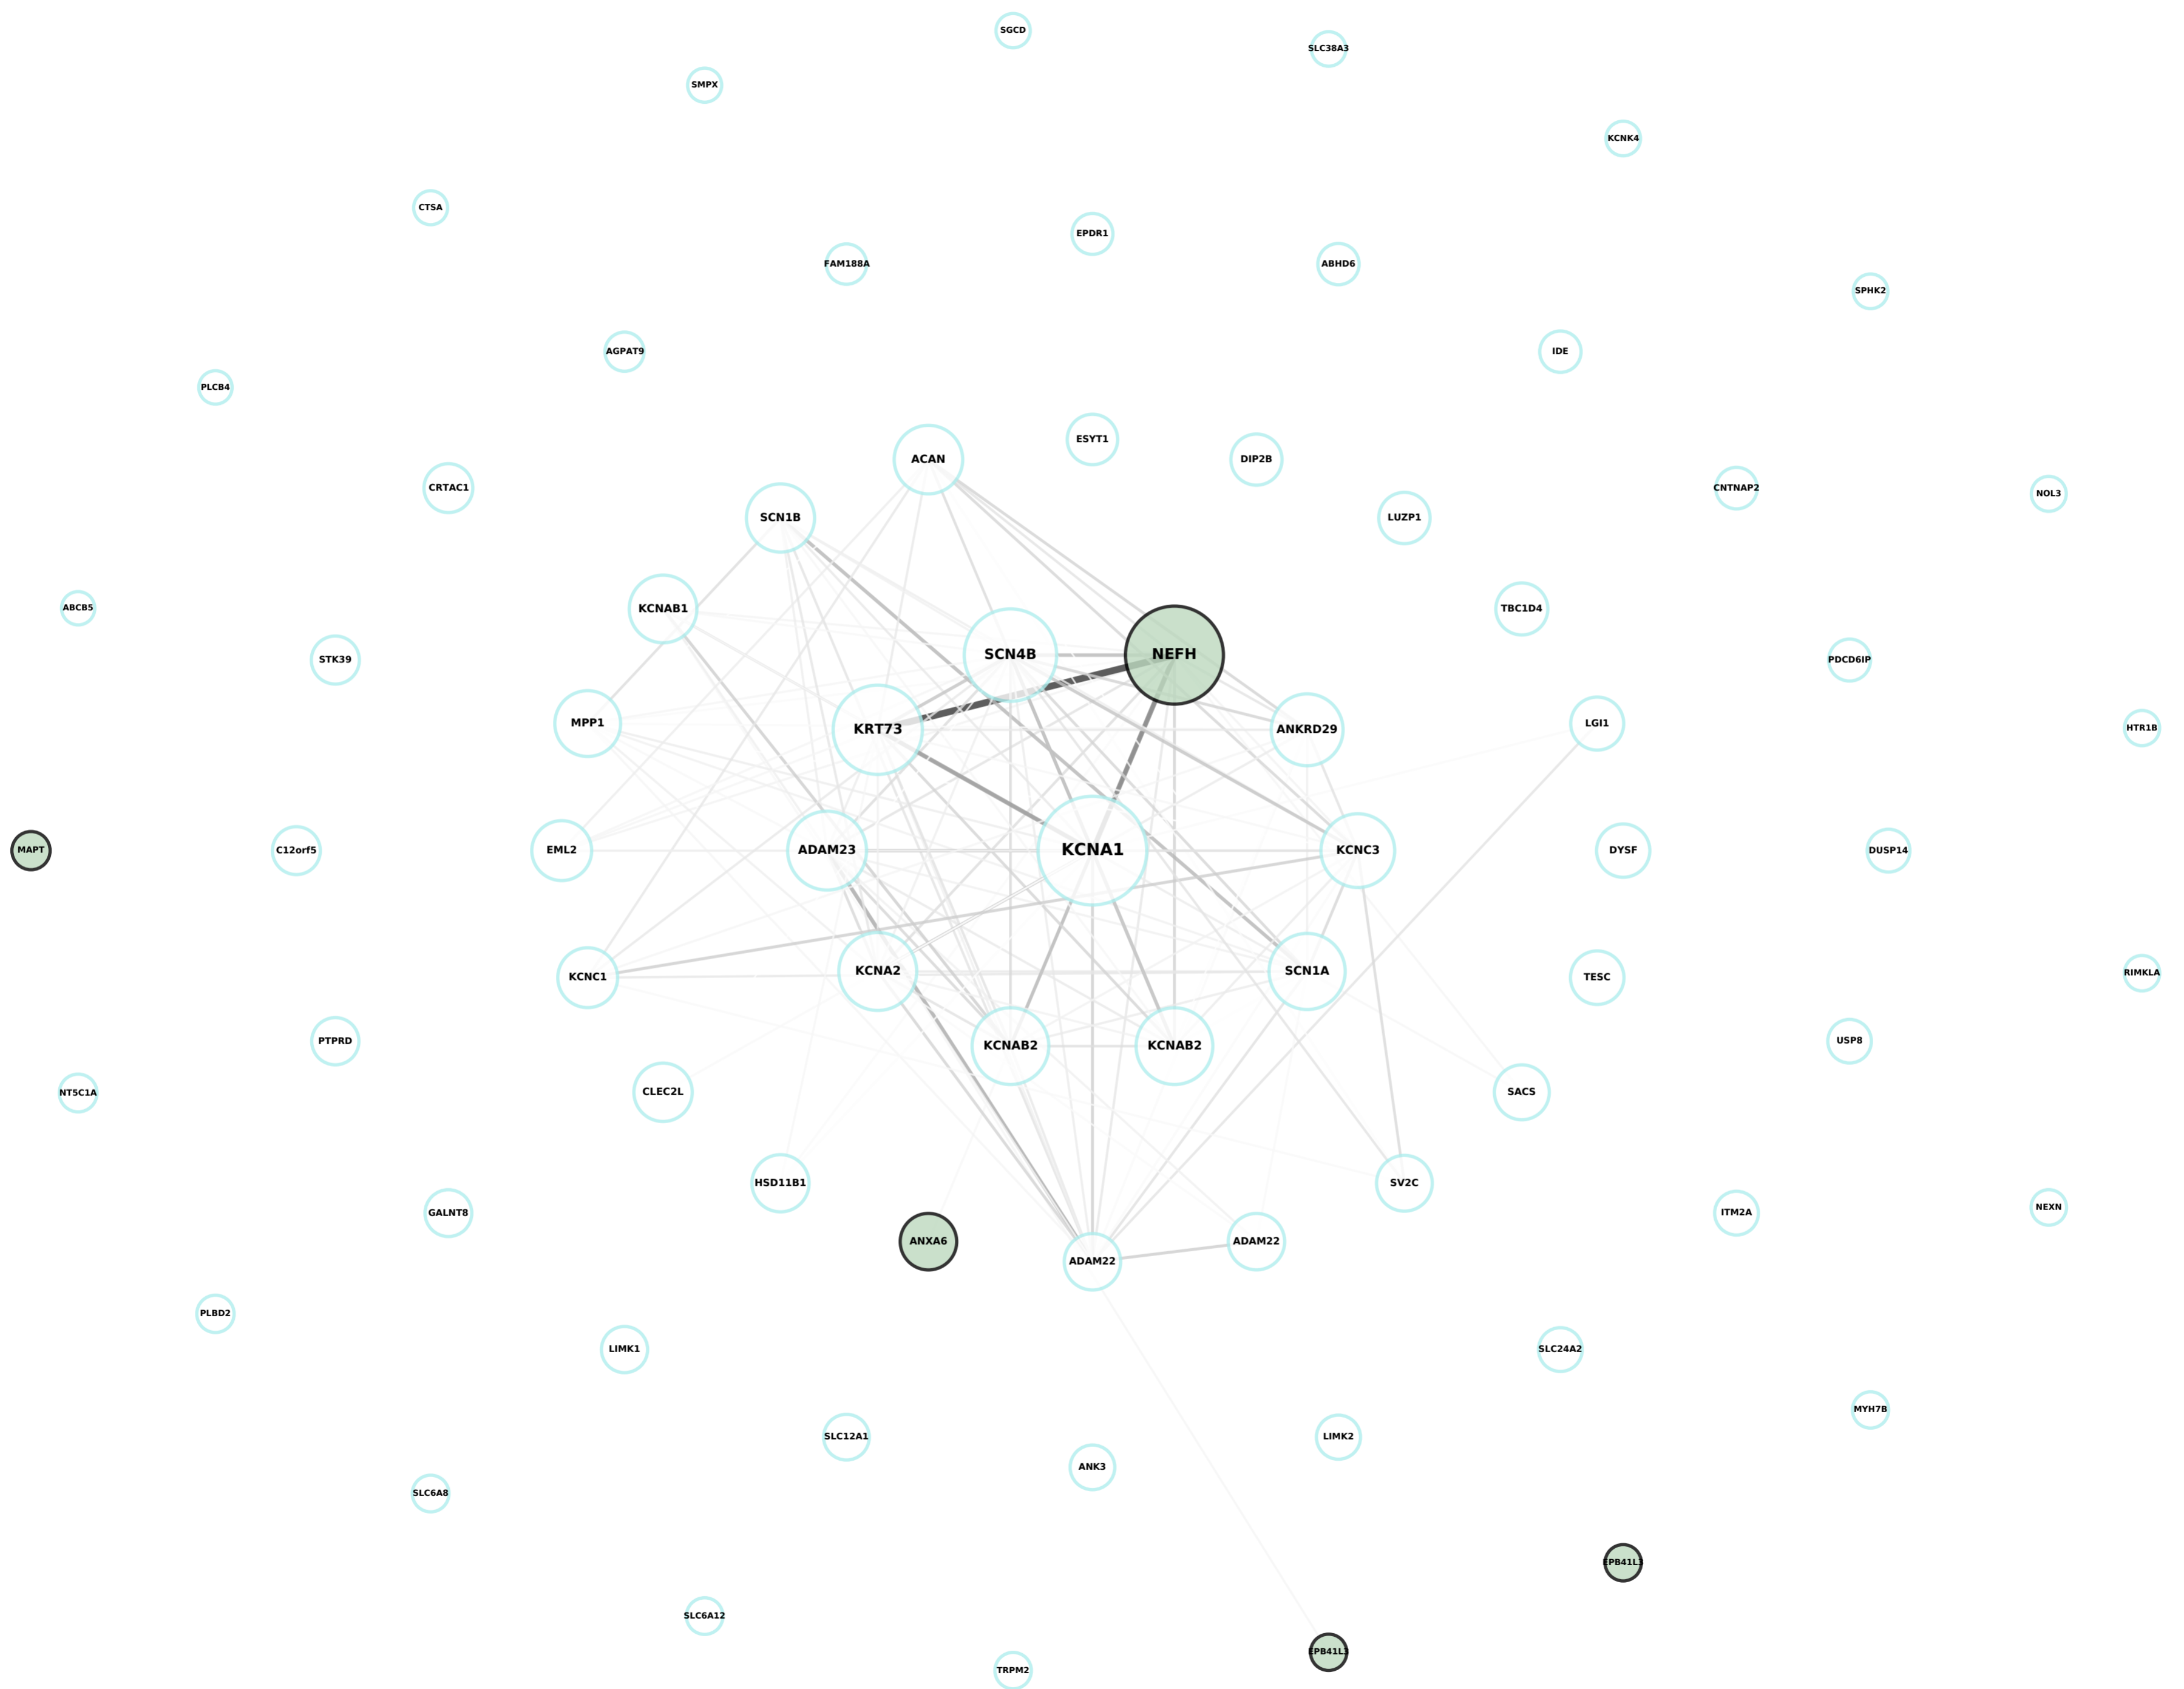 SGCD
SLC38A3
SMPX
KCNK4
CTSA
EPDR1
FAM188A
ABHD6
SPHK2
AGPAT9
IDE
PLCB4
ESYT1
ACAN
DIP2B
CRTAC1
CNTNAP2
NOL3
SCN1B
LUZP1
ABCB5
KCNAB1
TBC1D4
SCN4B
NEFH
STK39
PDCD6IP
MPP1
LGI1
KRT73
ANKRD29
HTR1B
MAPT
C12orf5
EML2
ADAM23
KCNA1
KCNC3
DYSF
DUSP14
KCNA2
SCN1A
RIMKLA
KCNC1
TESC
PTPRD
KCNAB2
KCNAB2
USP8
NT5C1A
CLEC2L
SACS
HSD11B1
SV2C
NEXN
GALNT8
ITM2A
ANXA6
ADAM22
ADAM22
PLBD2
LIMK1
SLC24A2
MYH7B
SLC12A1
LIMK2
ANK3
SLC6A8
EPB41L3
SLC6A12
EPB41L3
TRPM2